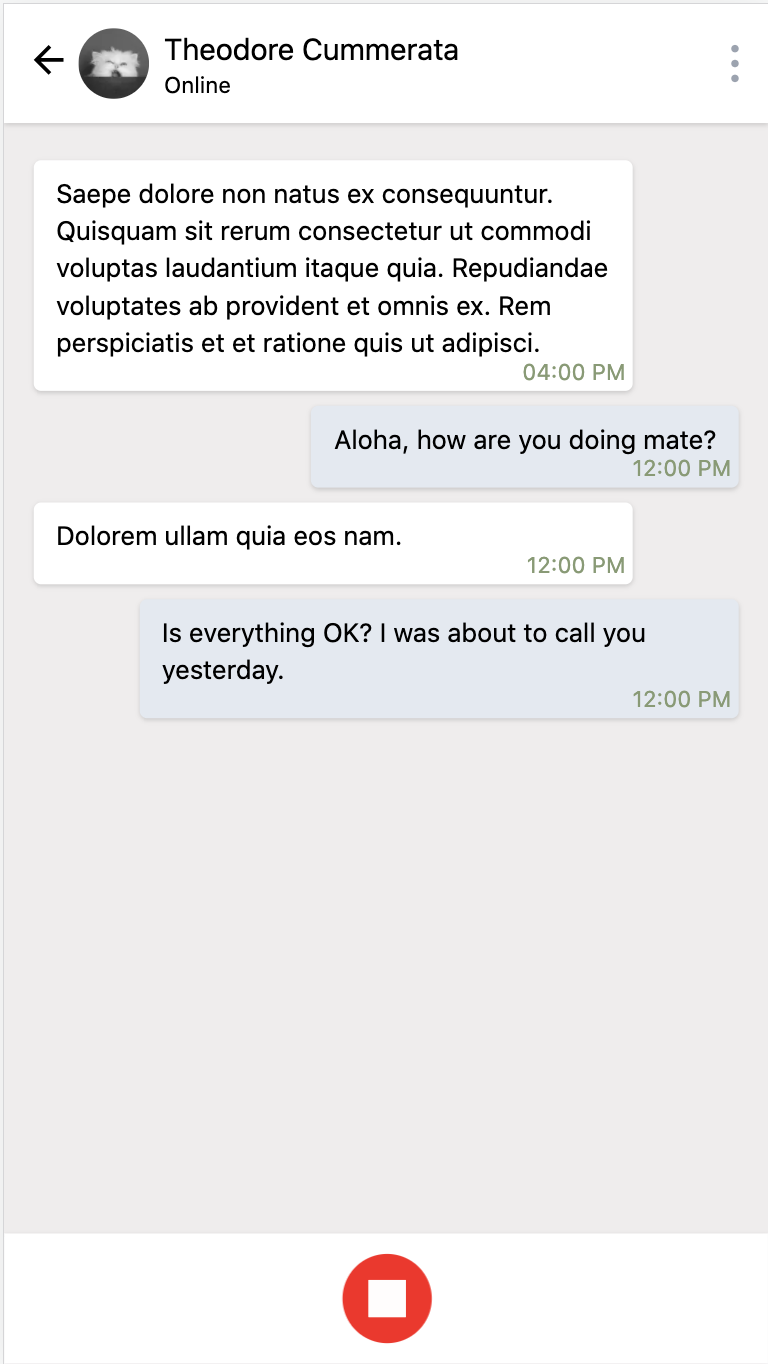 Theodore Cummerata
Online
Saepe dolore non natus ex consequuntur.
Quisquam sit rerum consectetur ut commodi
voluptas laudantium itaque quia. Repudiandae
voluptates ab provident et omnis ex. Rem
perspiciatis et et ratione quis ut adipisci.
04:00 PM
Aloha, how are you doing mate?
12:00 PM
Dolorem ullam quia eos nam.
12:00 PM
Is everything OK? I was about to call you
yesterday.
12:00 PM